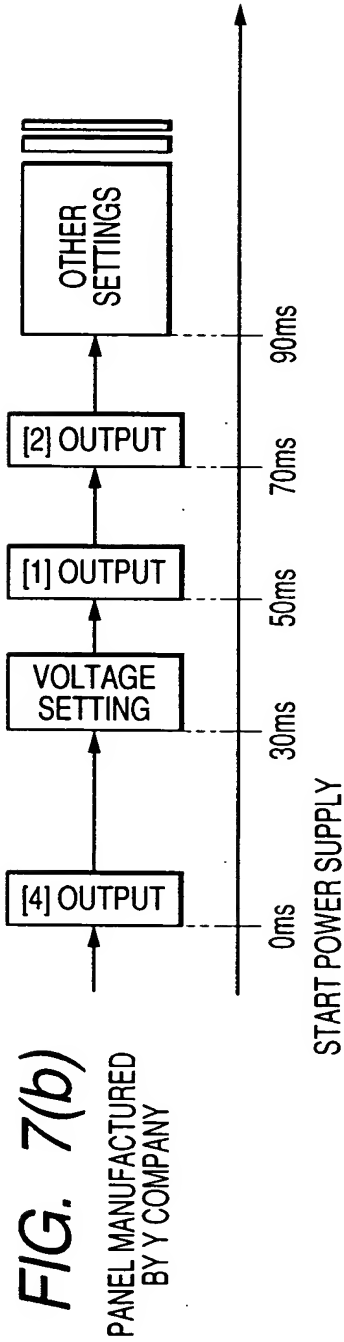 FIG. 7(b)
PANEL MANUFACTURED
BY Y COMPANY
[4] OUTPUT
VOLTAGE
SETTING
[1] OUTPUT
[2] OUTPUT
OTHER
SETTINGS
0ms
30ms
50ms
70ms
90ms
START POWER SUPPLY